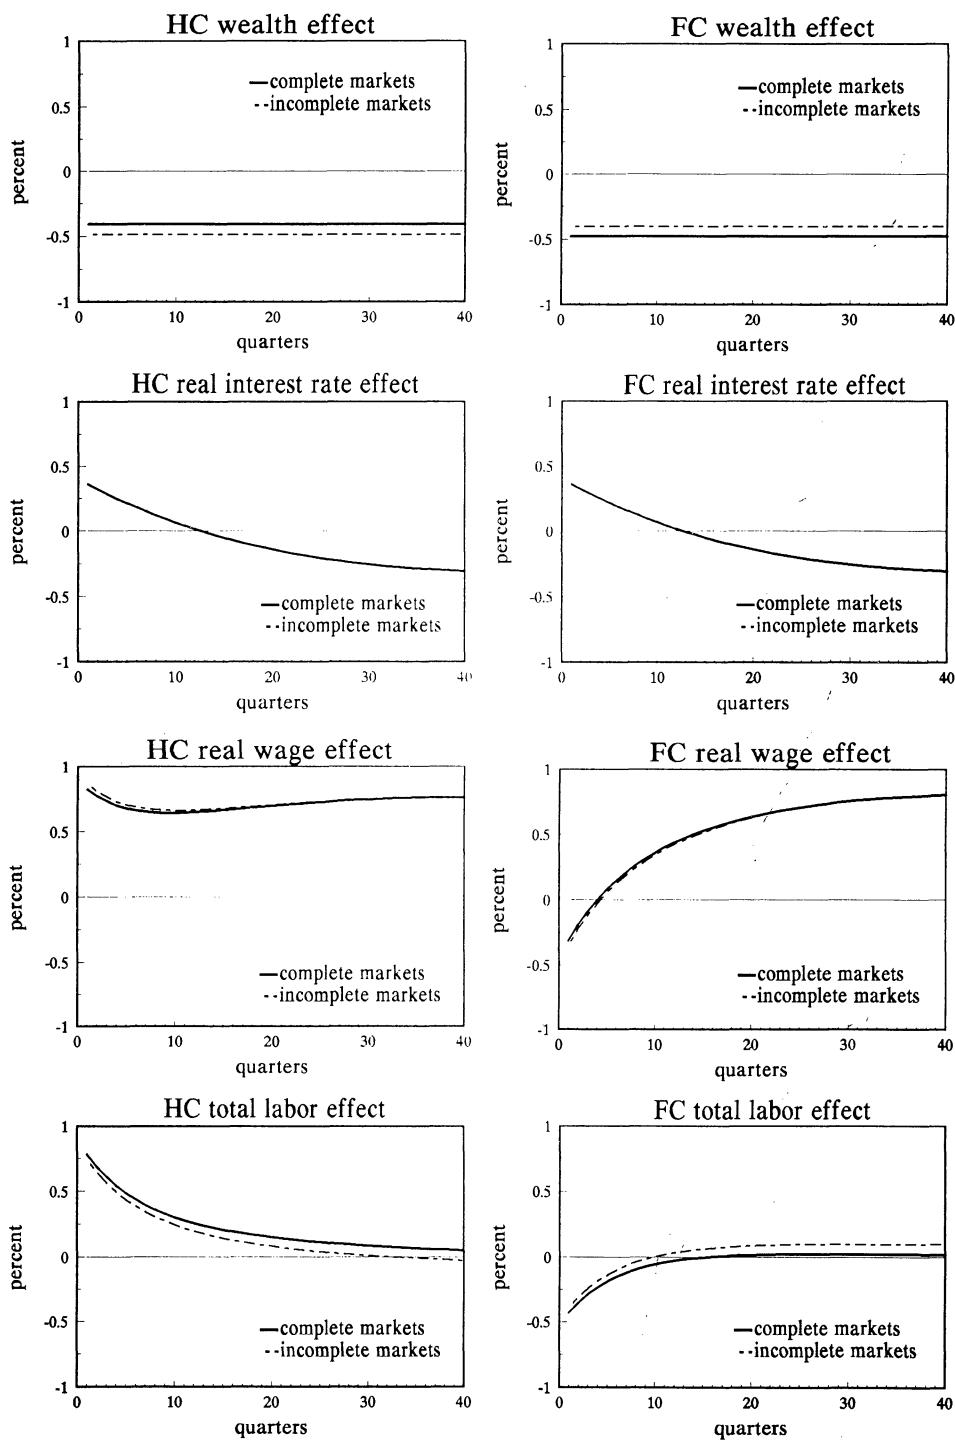 HC wealth effect
1
0.5
0
-0.5
-1
percent
complete markets
incomplete markets
0 10 20 30 40
quarters
FC wealth effect
1
0.5
0
-0.5
-1
percent
complete markets
incomplete markets
0 10 20 30 40
quarters
HC real interest rate effect
1
0.5
0
-0.5
-1
percent
complete markets
incomplete markets
0 10 20 30 40
quarters
FC real interest rate effect
1
0.5
0
-0.5
-1
percent
complete markets
incomplete markets
0 10 20 30 40
quarters
HC real wage effect
1
0.5
0
-0.5
-1
percent
complete markets
incomplete markets
0 10 20 30 40
quarters
FC real wage effect
1
0.5
0
-0.5
-1
percent
complete markets
incomplete markets
0 10 20 30 40
quarters
HC total labor effect
1
0.5
0
-0.5
-1
percent
complete markets
incomplete markets
0 10 20 30 40
quarters
FC total labor effect
1
0.5
0
-0.5
-1
percent
complete markets
incomplete markets
0 10 20 30 40
quarters